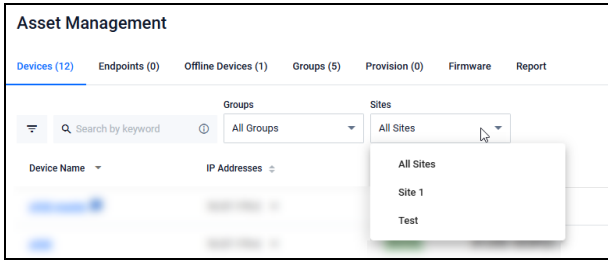 Asset Management
Devices (12) Endpoints (0) Offline Devices (1) Groups (5) Provision (0) Firmware Report
Groups Sites
Search by keyword All Groups All Sites
Device Name IP Addresses
All Sites
Site 1
Test